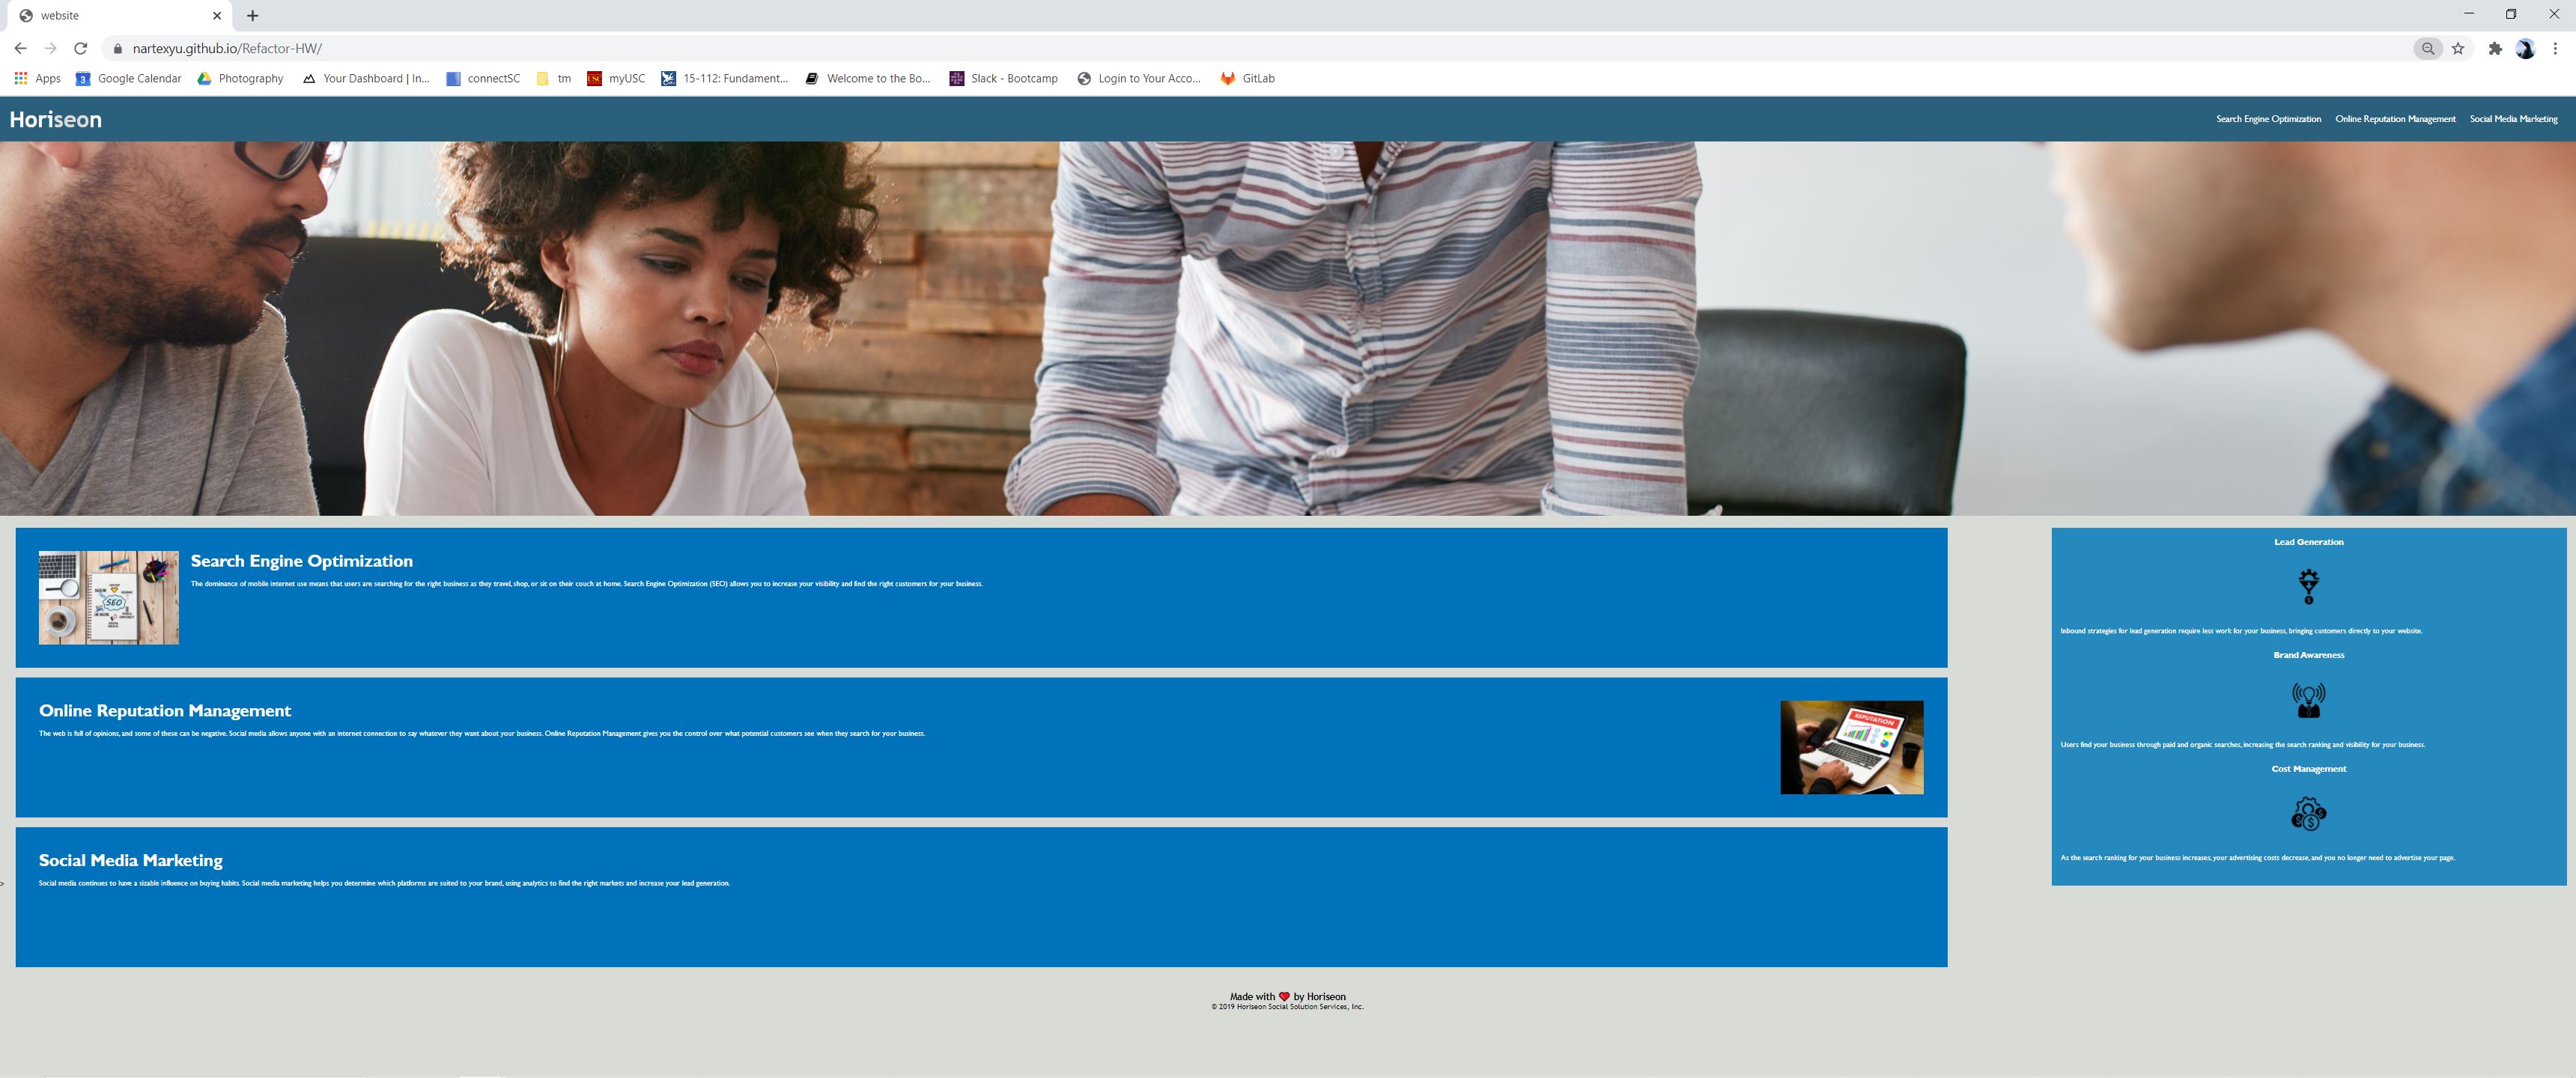 website
nartexyu.github.io/Refactor-HW/
Apps
3 Google Calendar
Photography
Your Dashboard | In...
connectSC
tm
USC myUSC
15-112: Fundament...
Welcome to the Bo...
Slack - Bootcamp
Login to Your Acco...
GitLab
Horiseon
Search Engine Optimization
Online Reputation Management
Social Media Marketing
SEO
Search Engine Optimization
The dominance of mobile internet use means that users are searching for the right business as they travel, shop, or sit on their couch at home. Search Engine Optimization (SEO) allows you to increase your visibility and find the right customers for your business.
Online Reputation Management
The web is full of opinions, and some of these can be negative. Social media allows anyone with an internet connection to say whatever they want about your business. Online Reputation Management gives you the control over what potential customers see when they search for your business.
REPUTATION
Social Media Marketing
>
Social media continues to have a sizable influence on buying habits. Social media marketing helps you determine which platforms are suited to your brand, using analytics to find the right markets and increase your lead generation.
Lead Generation
Inbound strategies for lead generation require less work for your business, bringing customers directly to your website.
Brand Awareness
Users find your business through paid and organic searches, increasing the search ranking and visibility for your business.
Cost Management
$ $ $
As the search ranking for your business increases, your advertising costs decrease, and you no longer need to advertise your page.
Made with ❤️ by Horiseon
© 2019 Horiseon Social Solution Services, Inc.